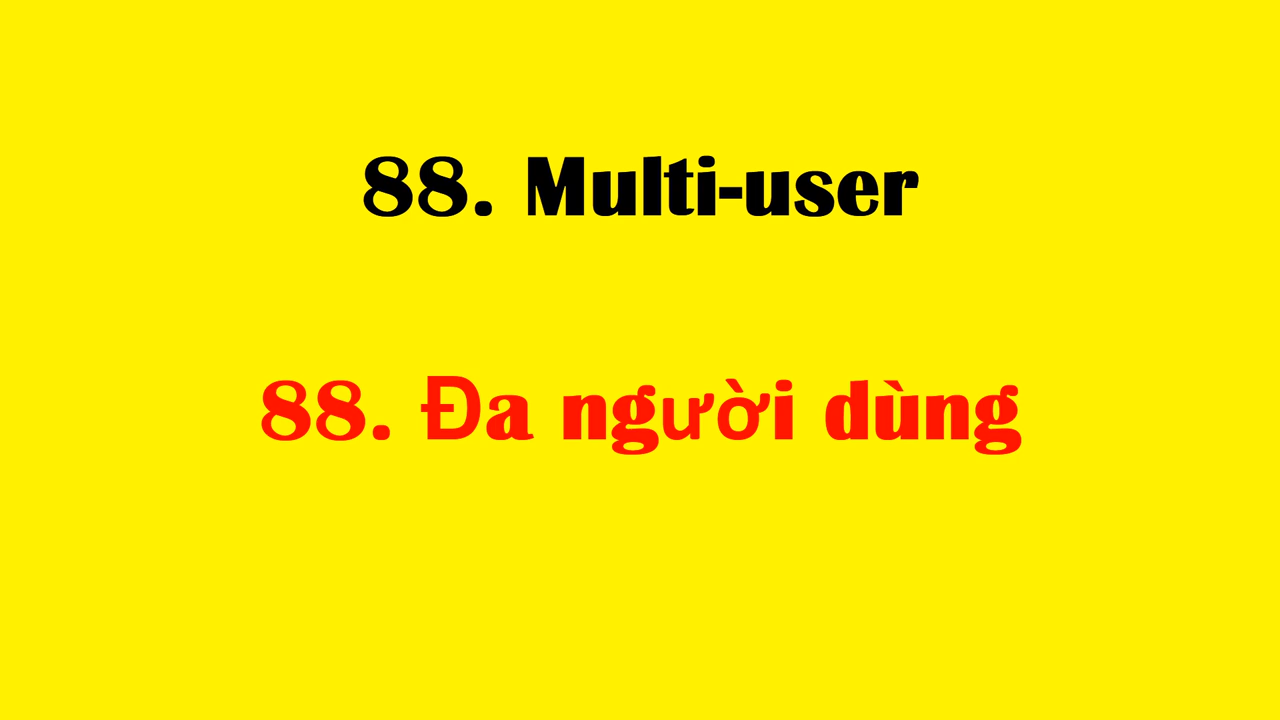 88. Multi-user
88. Đa người dùng